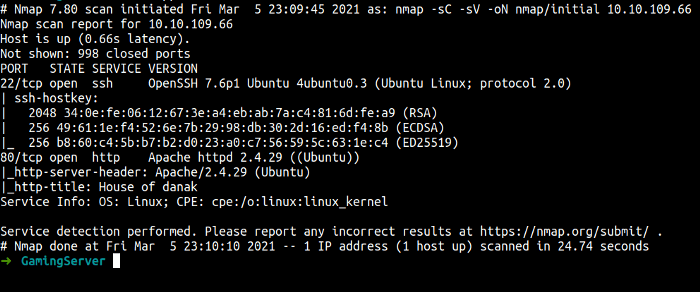 # Nmap 7.80 scan initiated Fri Mar  5 23:09:45 2021 as: nmap -sC -sV -oN nmap/initial 10.10.109.66
Nmap scan report for 10.10.109.66
Host is up (0.66s latency).
Not shown: 998 closed ports
PORT   STATE SERVICE VERSION
22/tcp open  ssh     OpenSSH 7.6p1 Ubuntu 4ubuntu0.3 (Ubuntu Linux; protocol 2.0)
| ssh-hostkey:
|   2048 34:0e:fe:06:12:67:3e:a4:eb:ab:7a:c4:81:6d:fe:a9 (RSA)
|   256 49:61:1e:f4:52:6e:7b:29:98:db:30:2d:16:ed:f4:8b (ECDSA)
|_  256 b8:60:c4:5b:b7:b2:d0:23:a0:c7:56:59:5c:63:1e:c4 (ED25519)
80/tcp open  http    Apache httpd 2.4.29 ((Ubuntu))
|_http-server-header: Apache/2.4.29 (Ubuntu)
|_http-title: House of danak
Service Info: OS: Linux; CPE: cpe:/o:linux:linux_kernel

Service detection performed. Please report any incorrect results at https://nmap.org/submit/ .
# Nmap done at Fri Mar  5 23:10:10 2021 -- 1 IP address (1 host up) scanned in 24.74 seconds
→ GamingServer